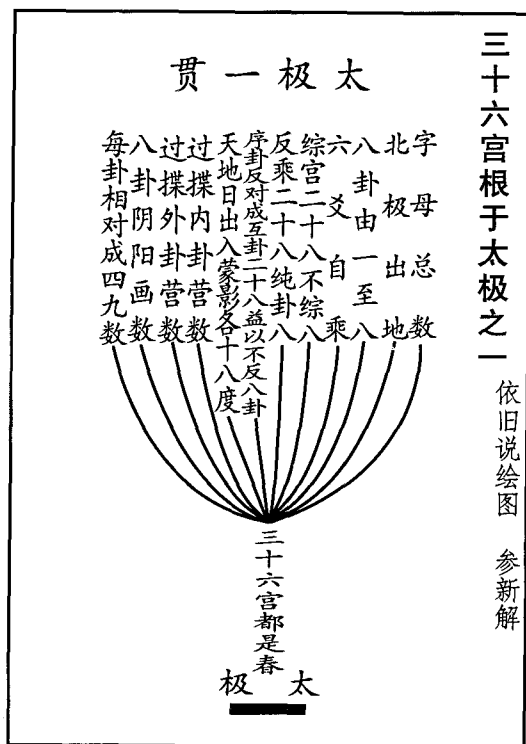 三十六宫根于太极之一
依旧说绘图 参新解
太极一贯
字母总数
北极出地
八卦由一至八
六爻自乘
综宫二十八不综八
反乘二十八纯卦八
序卦反对成互卦二十八益以不反八卦
天地日出入蒙影各十八度
过揲内卦营数
过揲外卦营数
八卦阴阳画数
每卦相对成四九数
三十六宫都是春
太极